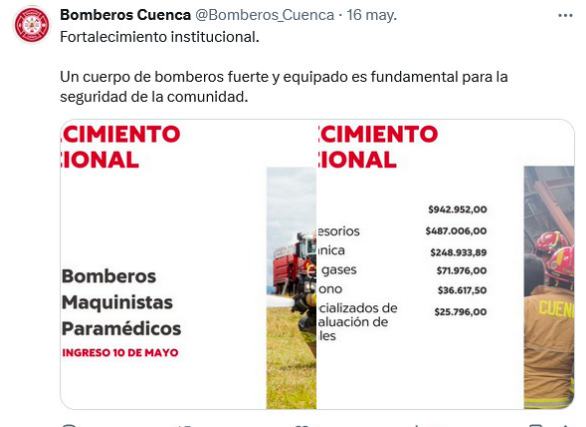 Bomberos Cuenca @Bomberos_Cuenca · 16 may.
Fortalecimiento institucional.
Un cuerpo de bomberos fuerte y equipado es fundamental para la
seguridad de la comunidad.
CIMIENTO
IONAL
Bomberos
Maquinistas
Paramédicos
INGRESO 10 DE MAYO
CIMIENTO
IONAL
$942.952,00
esorios $487.006,00
nica $248.933,89
gases $71.976,00
ono $36.617,50
cializados de $25.796,00
aluación de
les
CUEN